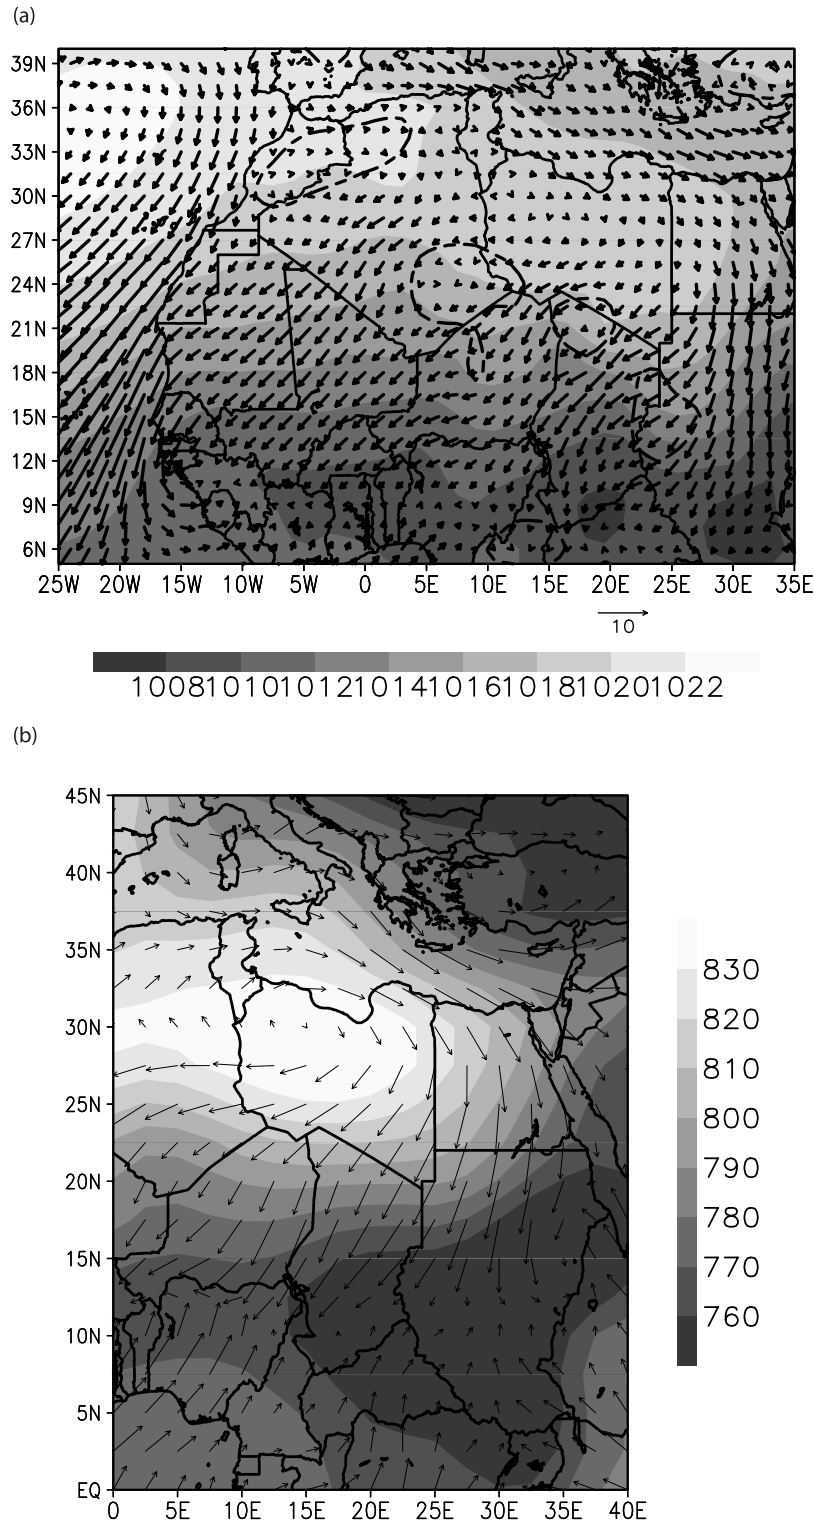 (a)
39N
36N
33N
30N
27N
24N
21N
18N
15N
12N
9N
6N
25W 20W 15W 10W 5W 0 5E 10E 15E 20E 25E 30E 35E
10
10081010101210141016101810201022
(b)
45N
40N
35N
30N
25N
20N
15N
10N
5N
EQ
0 5E 10E 15E 20E 25E 30E 35E 40E
830
820
810
800
790
780
770
760